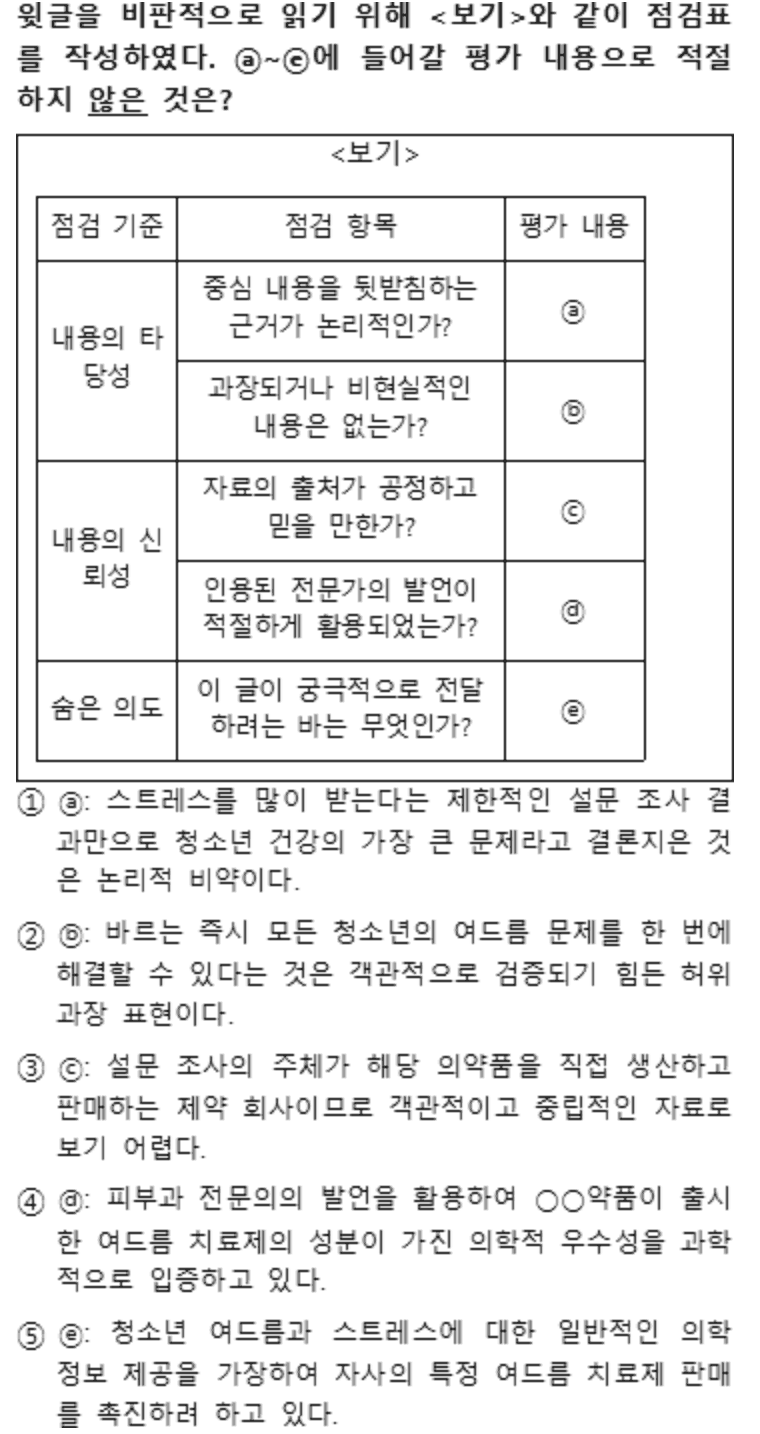 윗글을 비판적으로 읽기 위해 <보기>와 같이 점검표
를 작성하였다. ⓐ~ⓔ에 들어갈 평가 내용으로 적절
하지 않은 것은?
<보기>
점검 기준 점검 항목 평가 내용
내용의 타
당성
중심 내용을 뒷받침하는
근거가 논리적인가?
ⓐ
과장되거나 비현실적인
내용은 없는가?
ⓑ
내용의 신
뢰성
자료의 출처가 공정하고
믿을 만한가?
ⓒ
인용된 전문가의 발언이
적절하게 활용되었는가?
ⓓ
숨은 의도
이 글이 궁극적으로 전달
하려는 바는 무엇인가?
ⓔ
① ⓐ: 스트레스를 많이 받는다는 제한적인 설문 조사 결
과만으로 청소년 건강의 가장 큰 문제라고 결론지은 것
은 논리적 비약이다.
② ⓑ: 바르는 즉시 모든 청소년의 여드름 문제를 한 번에
해결할 수 있다는 것은 객관적으로 검증되기 힘든 허위
과장 표현이다.
③ ⓒ: 설문 조사의 주체가 해당 의약품을 직접 생산하고
판매하는 제약 회사이므로 객관적이고 중립적인 자료로
보기 어렵다.
④ ⓓ: 피부과 전문의의 발언을 활용하여 ○○약품이 출시
한 여드름 치료제의 성분이 가진 의학적 우수성을 과학
적으로 입증하고 있다.
⑤ ⓔ: 청소년 여드름과 스트레스에 대한 일반적인 의학
정보 제공을 가장하여 자사의 특정 여드름 치료제 판매
를 촉진하려 하고 있다.